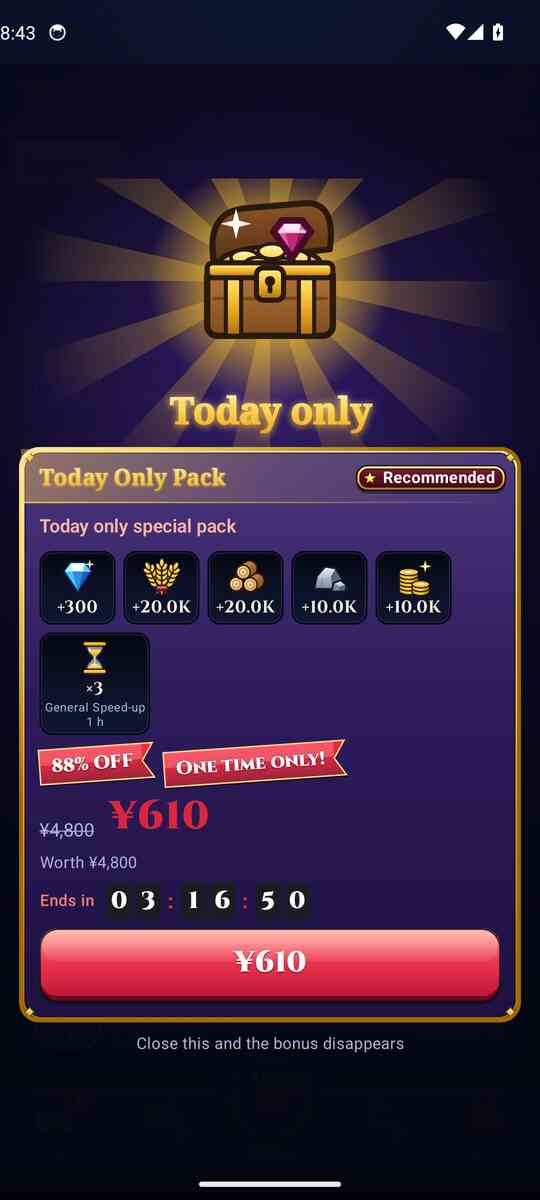 8:43
Today only
Today Only Pack
★ Recommended
Today only special pack
+300
+20.0K
+20.0K
+10.0K
+10.0K
×3
General Speed-up
1 h
88% OFF
ONE TIME ONLY!
¥4,800 ¥610
Worth ¥4,800
Ends in 03:16:50
¥610
Close this and the bonus disappears